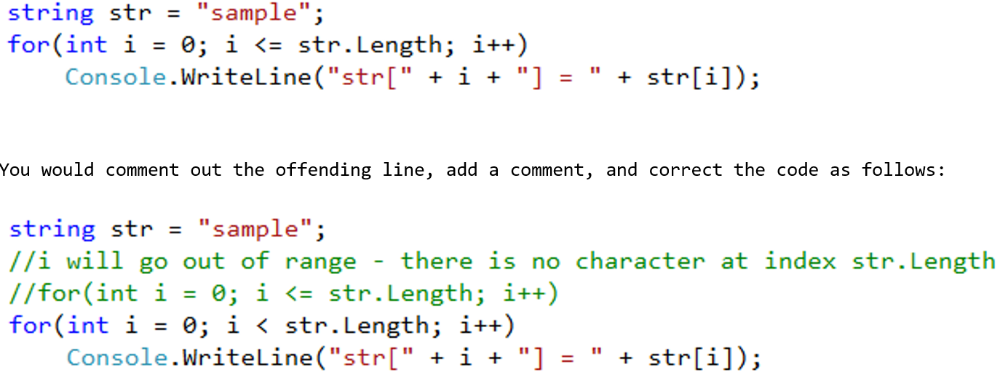 string str = "sample";
for(int i = 0; i <= str.Length; i++)
    Console.WriteLine("str[" + i + "] = " + str[i]);
You would comment out the offending line, add a comment, and correct the code as follows:
string str = "sample";
//i will go out of range - there is no character at index str.Length
//for(int i = 0; i <= str.Length; i++)
for(int i = 0; i < str.Length; i++)
    Console.WriteLine("str[" + i + "] = " + str[i]);